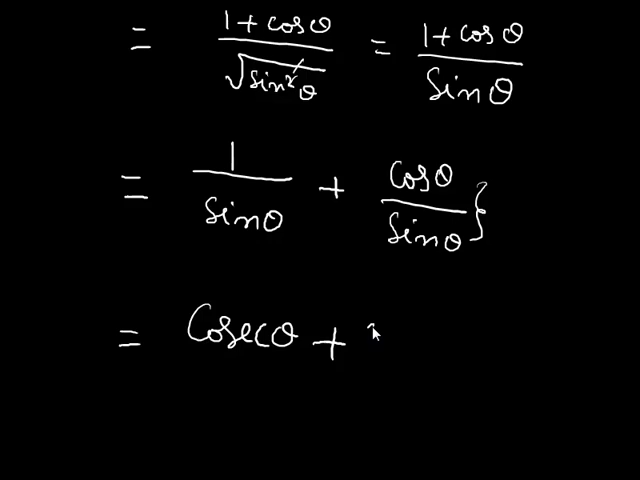 = (1 + cosθ)/√sin²θ = (1 + cosθ)/sinθ
= 1/sinθ + cosθ/sinθ }
= Cosecθ +